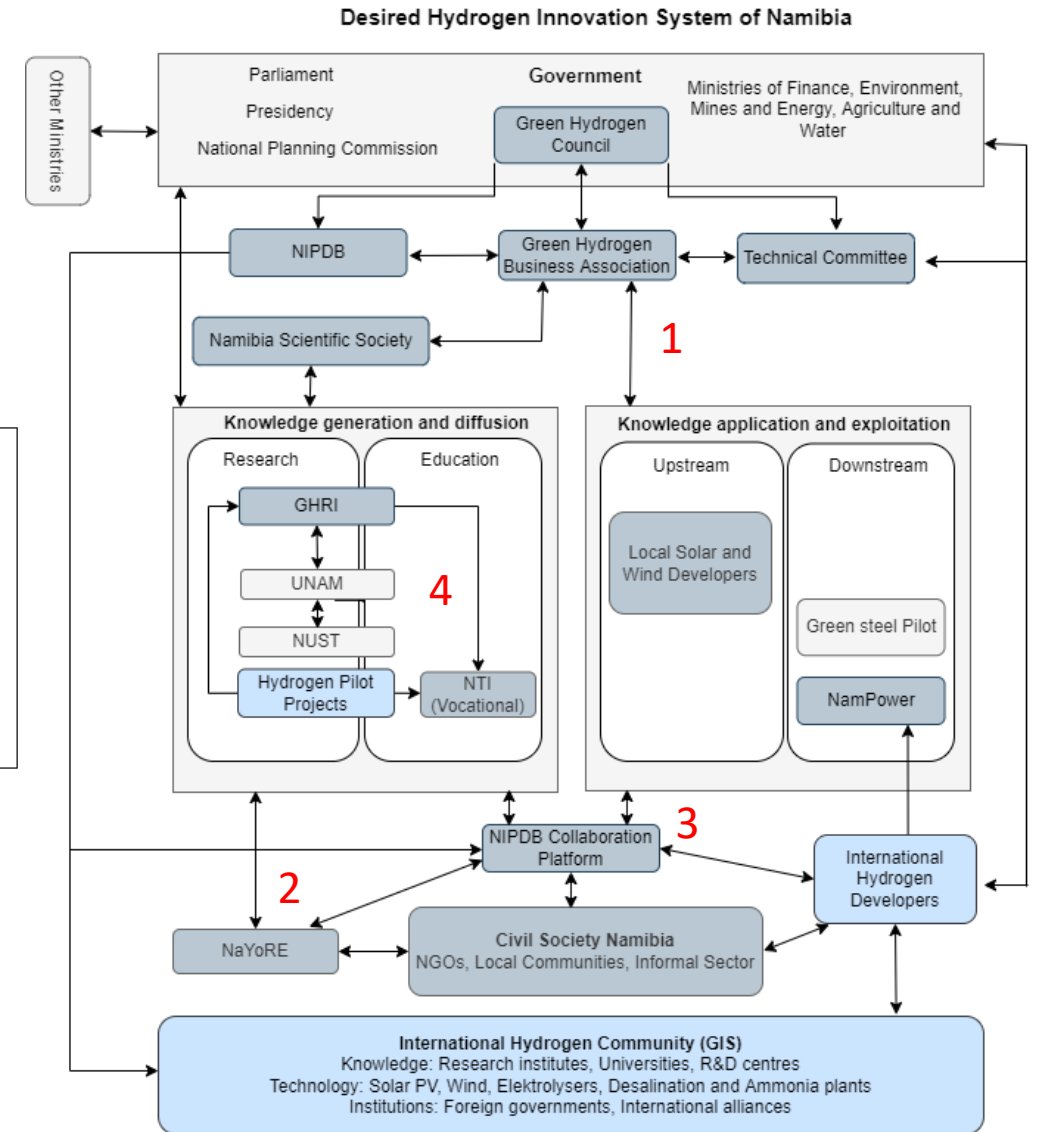 Desired Hydrogen Innovation System of Namibia
Other Ministries
Parliament
Presidency
National Planning Commission
Government
Green Hydrogen
Council
Ministries of Finance, Environment,
Mines and Energy, Agriculture and
Water
NIPDB
Green Hydrogen
Business Association
Technical Committee
Namibia Scientific Society
1
Knowledge generation and diffusion
Research
Education
GHRI
UNAM
NUST
Hydrogen Pilot
Projects
4
NTI
(Vocational)
Knowledge application and exploitation
Upstream
Downstream
Local Solar and
Wind Developers
Green steel Pilot
NamPower
NIPDB Collaboration
Platform
3
International
Hydrogen
Developers
2
NaYoRE
Civil Society Namibia
NGOs, Local Communities, Informal Sector
International Hydrogen Community (GIS)
Knowledge: Research institutes, Universities, R&D centres
Technology: Solar PV, Wind, Elektrolysers, Desalination and Ammonia plants
Institutions: Foreign governments, International alliances